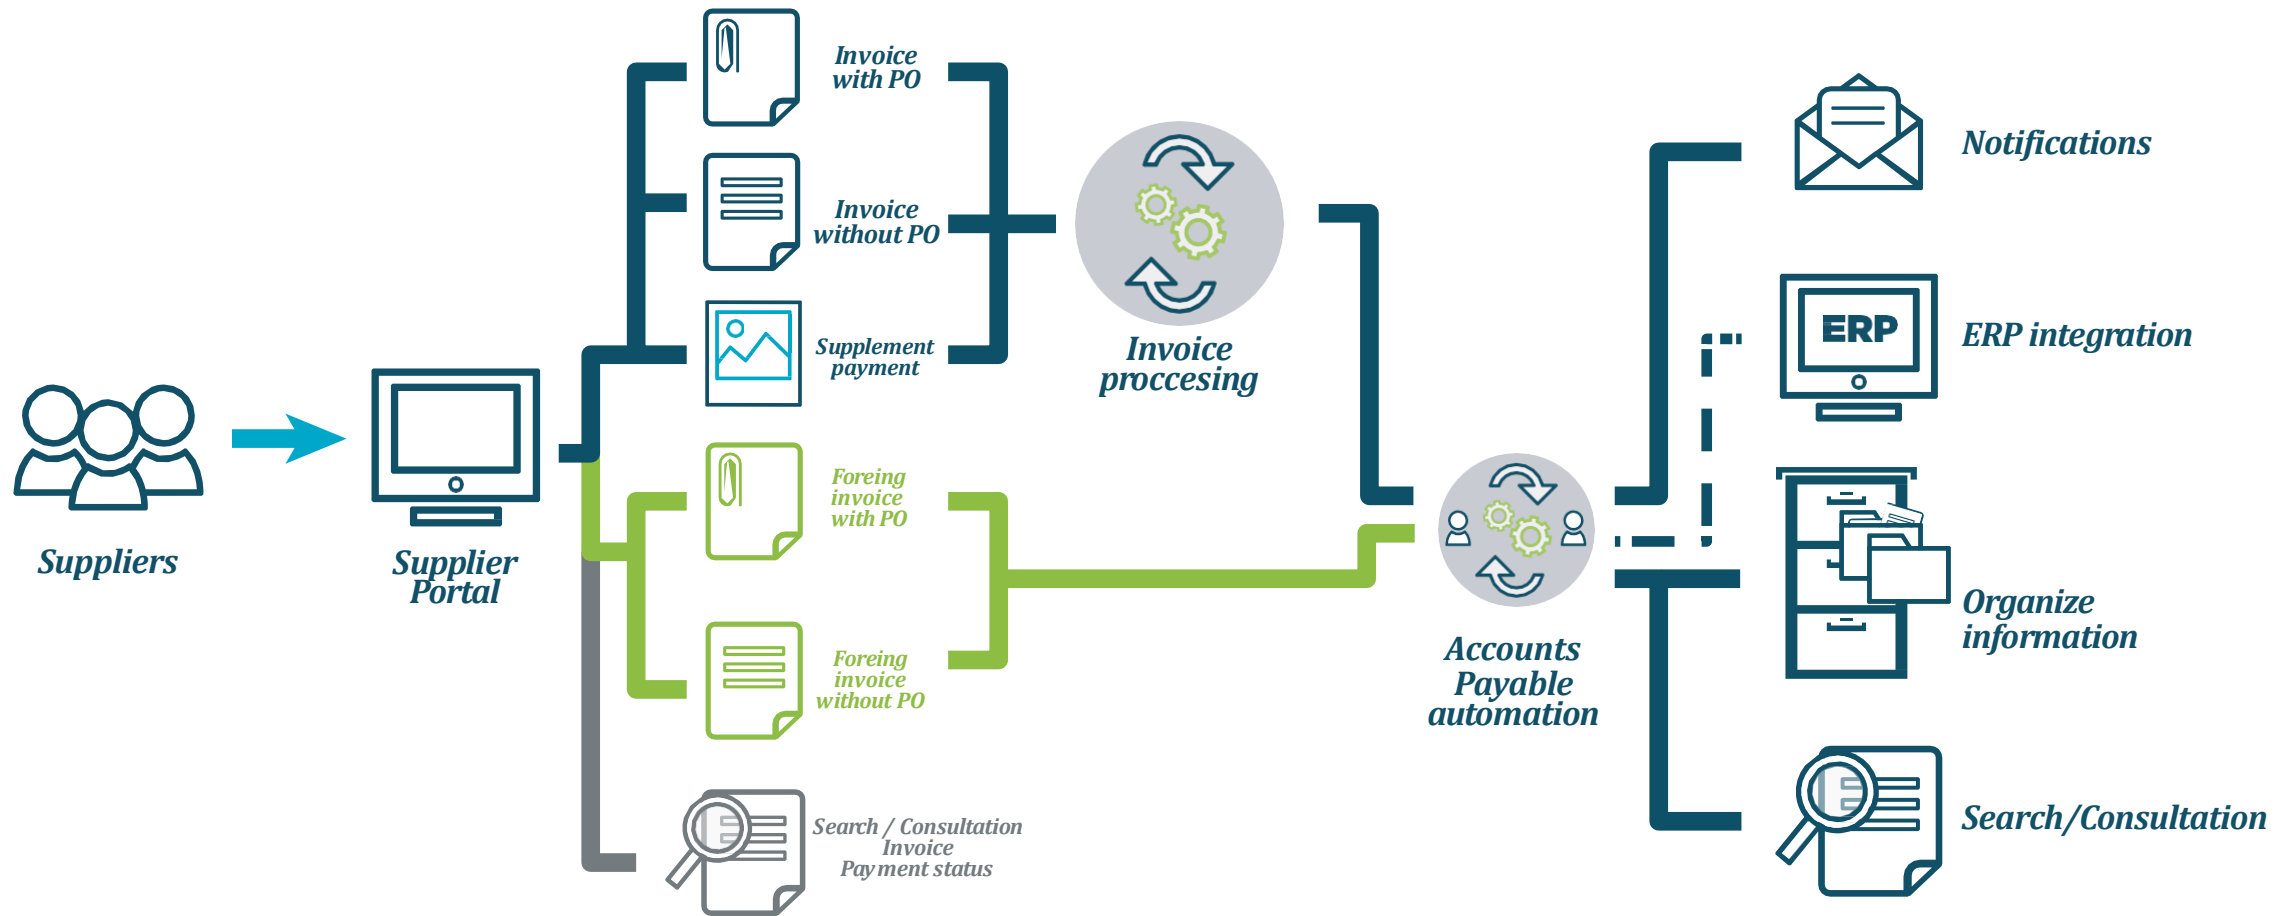 Suppliers
Supplier
Portal
Invoice
with PO
Invoice
without PO
Supplement
payment
Foreing
invoice
with PO
Foreing
invoice
without PO
Search / Consultation
Invoice
Payment status
Invoice
proccesing
Accounts
Payable
automation
Notifications
ERP
ERP integration
Organize
information
Search/Consultation